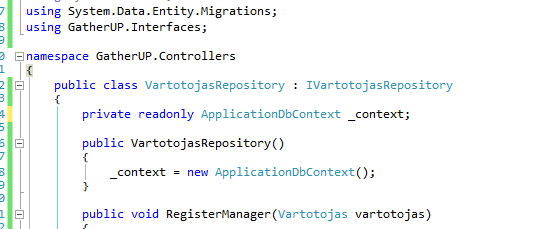 using System.Data.Entity.Migrations;
using GatherUP.Interfaces;
namespace GatherUP.Controllers
{
public class VartotojasRepository : IVartotojasRepository
{
private readonly ApplicationDbContext _context;
public VartotojasRepository()
{
_context = new ApplicationDbContext();
}
public void RegisterManager(Vartotojas vartotojas)
{